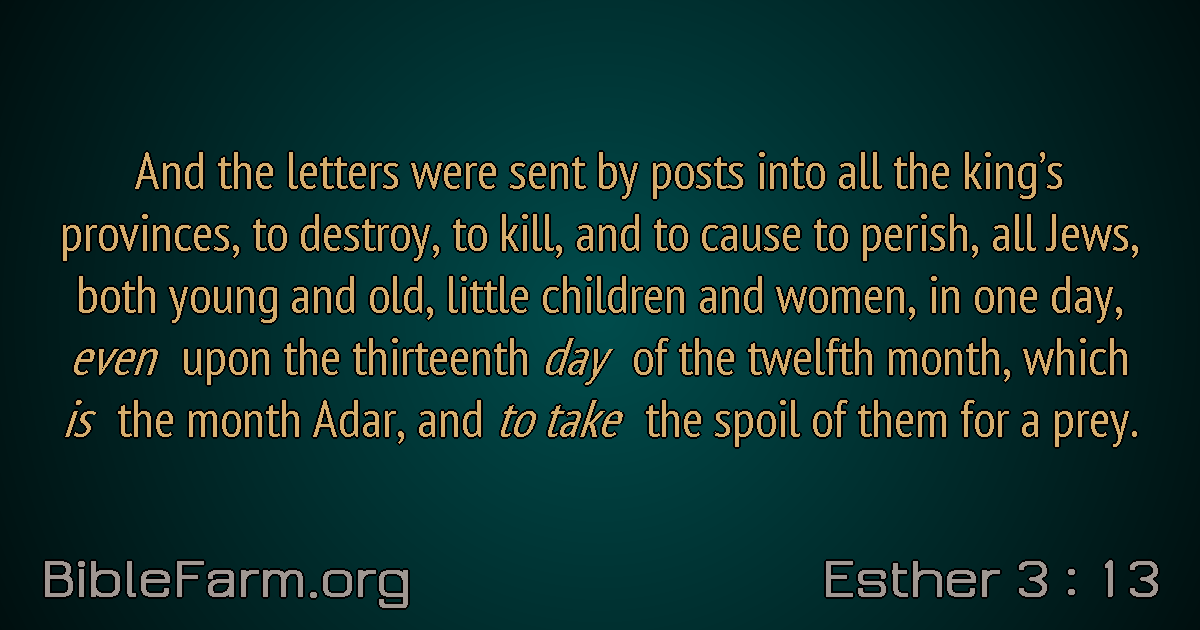 And the letters were sent by posts into all the king’s
provinces, to destroy, to kill, and to cause to perish, all Jews,
both young and old, little children and women, in one day,
even upon the thirteenth day of the twelfth month, which
is the month Adar, and to take the spoil of them for a prey.
BibleFarm.org
Esther 3 : 13